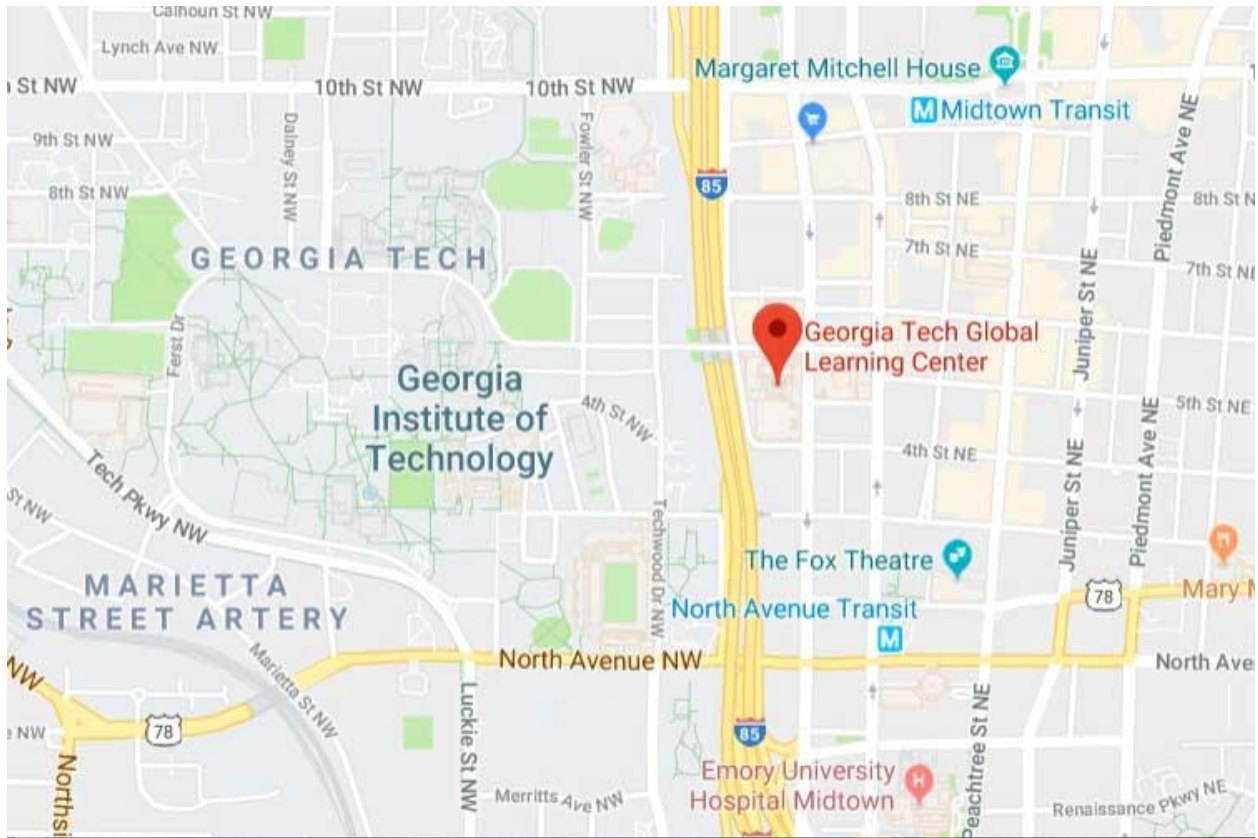 Calhoun St NW
Lynch Ave NW
St NW
10th St NW
10th St NW
Margaret Mitchell House
M Midtown Transit
9th St NW
Dalney St NW
Fowler St NW
Piedmont Ave NE
85
8th St NW
8th St NE
8th St N
7th St NE
7th St NE
GEORGIA TECH
Juniper St NE
Ferst Dr
Georgia Tech Global
Learning Center
Georgia
Institute of
Technology
4th St NW
5th St NE
4th St NE
Piedmont Ave NE
Juniper St NE
Tech Pkwy NW
St NW
Techwood Dr NW
The Fox Theatre
MARIETTA
STREET ARTERY
North Avenue Transit
M
78
Mary
North Avenue NW
North Ave
Marietta St NW
NW
78
NW
Luckie St NW
85
Peachtree St NE
Northsi
Emory University
Hospital Midtown
H
Merritts Ave NW
Renaissance Pkwy NE